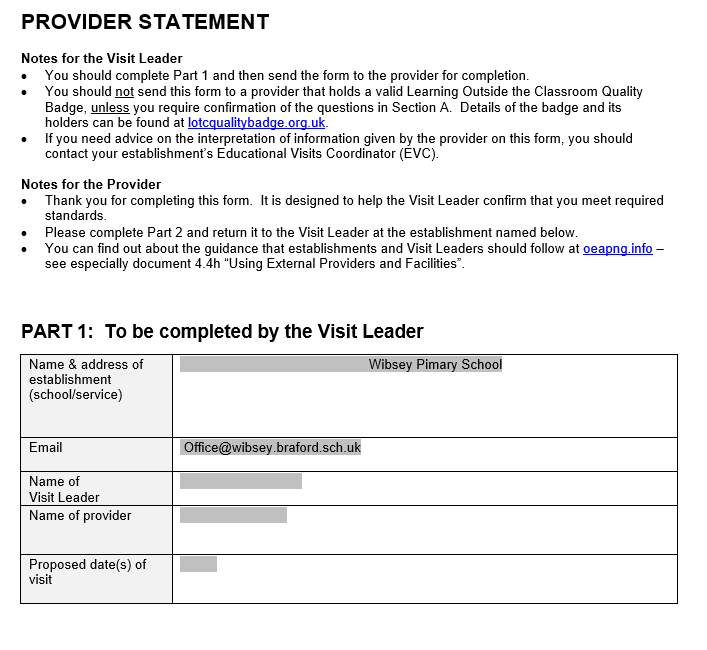 PROVIDER STATEMENT
Notes for the Visit Leader
• You should complete Part 1 and then send the form to the provider for completion.
• You should not send this form to a provider that holds a valid Learning Outside the Classroom Quality
Badge, unless you require confirmation of the questions in Section A. Details of the badge and its
holders can be found at lotcqualitybadge.org.uk.
• If you need advice on the interpretation of information given by the provider on this form, you should
contact your establishment's Educational Visits Coordinator (EVC).
Notes for the Provider
• Thank you for completing this form. It is designed to help the Visit Leader confirm that you meet required
standards.
• Please complete Part 2 and return it to the Visit Leader at the establishment named below.
• You can find out about the guidance that establishments and Visit Leaders should follow at oeapng.info –
see especially document 4.4h “Using External Providers and Facilities”.
PART 1: To be completed by the Visit Leader
Name & address of
establishment
(school/service)
Wibsey Pimary School
Email
Office@wibsey.braford.sch.uk
Name of
Visit Leader
Name of provider
Proposed date(s) of
visit